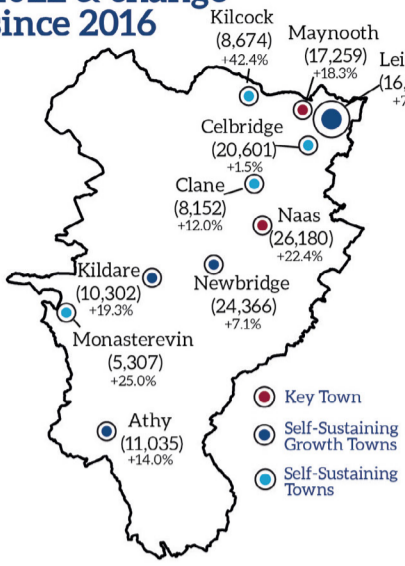 since 2016
Kilcock
(8,674)
+42.4%
Maynooth
(17,259)
+18.3%
Celbridge
(20,601)
+1.5%
Clane
(8,152)
+12.0%
Naas
(26,180)
+22.4%
Kildare
(10,302)
+19.3%
Newbridge
(24,366)
+7.1%
Monasterevin
(5,307)
+25.0%
Athy
(11,035)
+14.0%
Key Town
Self-Sustaining
Growth Towns
Self-Sustaining
Towns